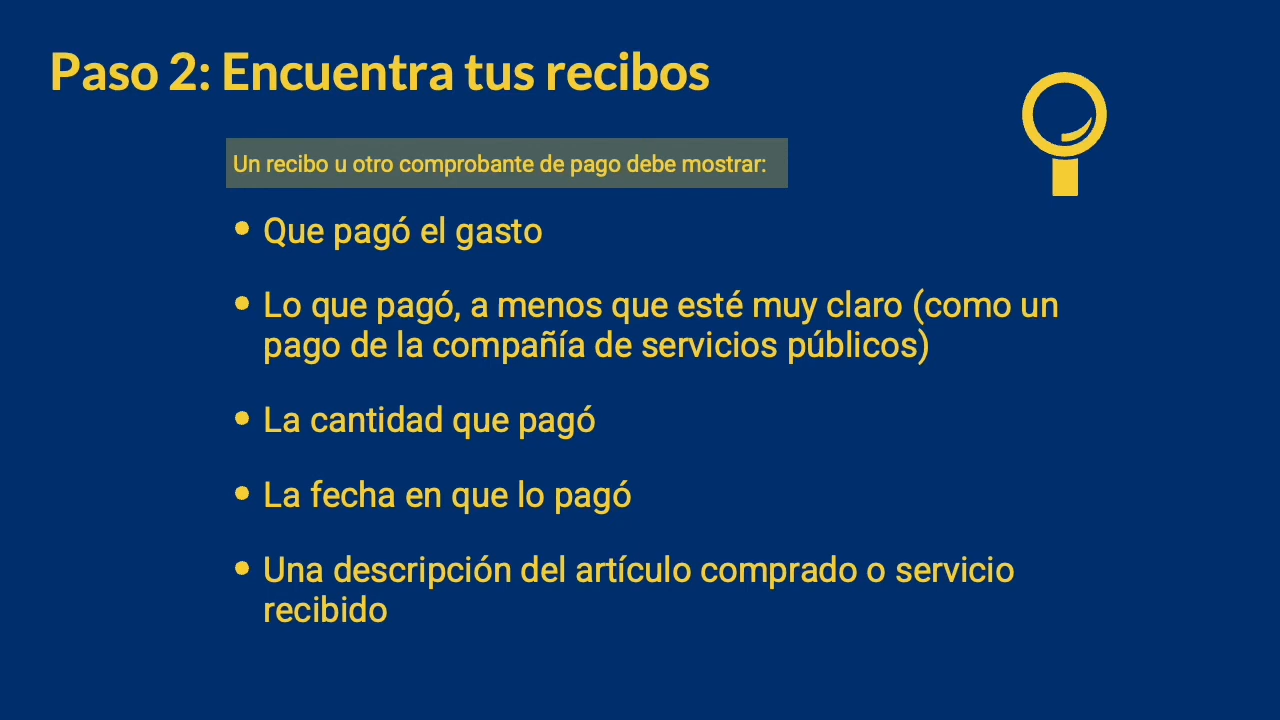 Paso 2: Encuentra tus recibos
Un recibo u otro comprobante de pago debe mostrar:
• Que pagó el gasto
• Lo que pagó, a menos que esté muy claro (como un
pago de la compañía de servicios públicos)
• La cantidad que pagó
• La fecha en que lo pagó
• Una descripción del artículo comprado o servicio
recibido